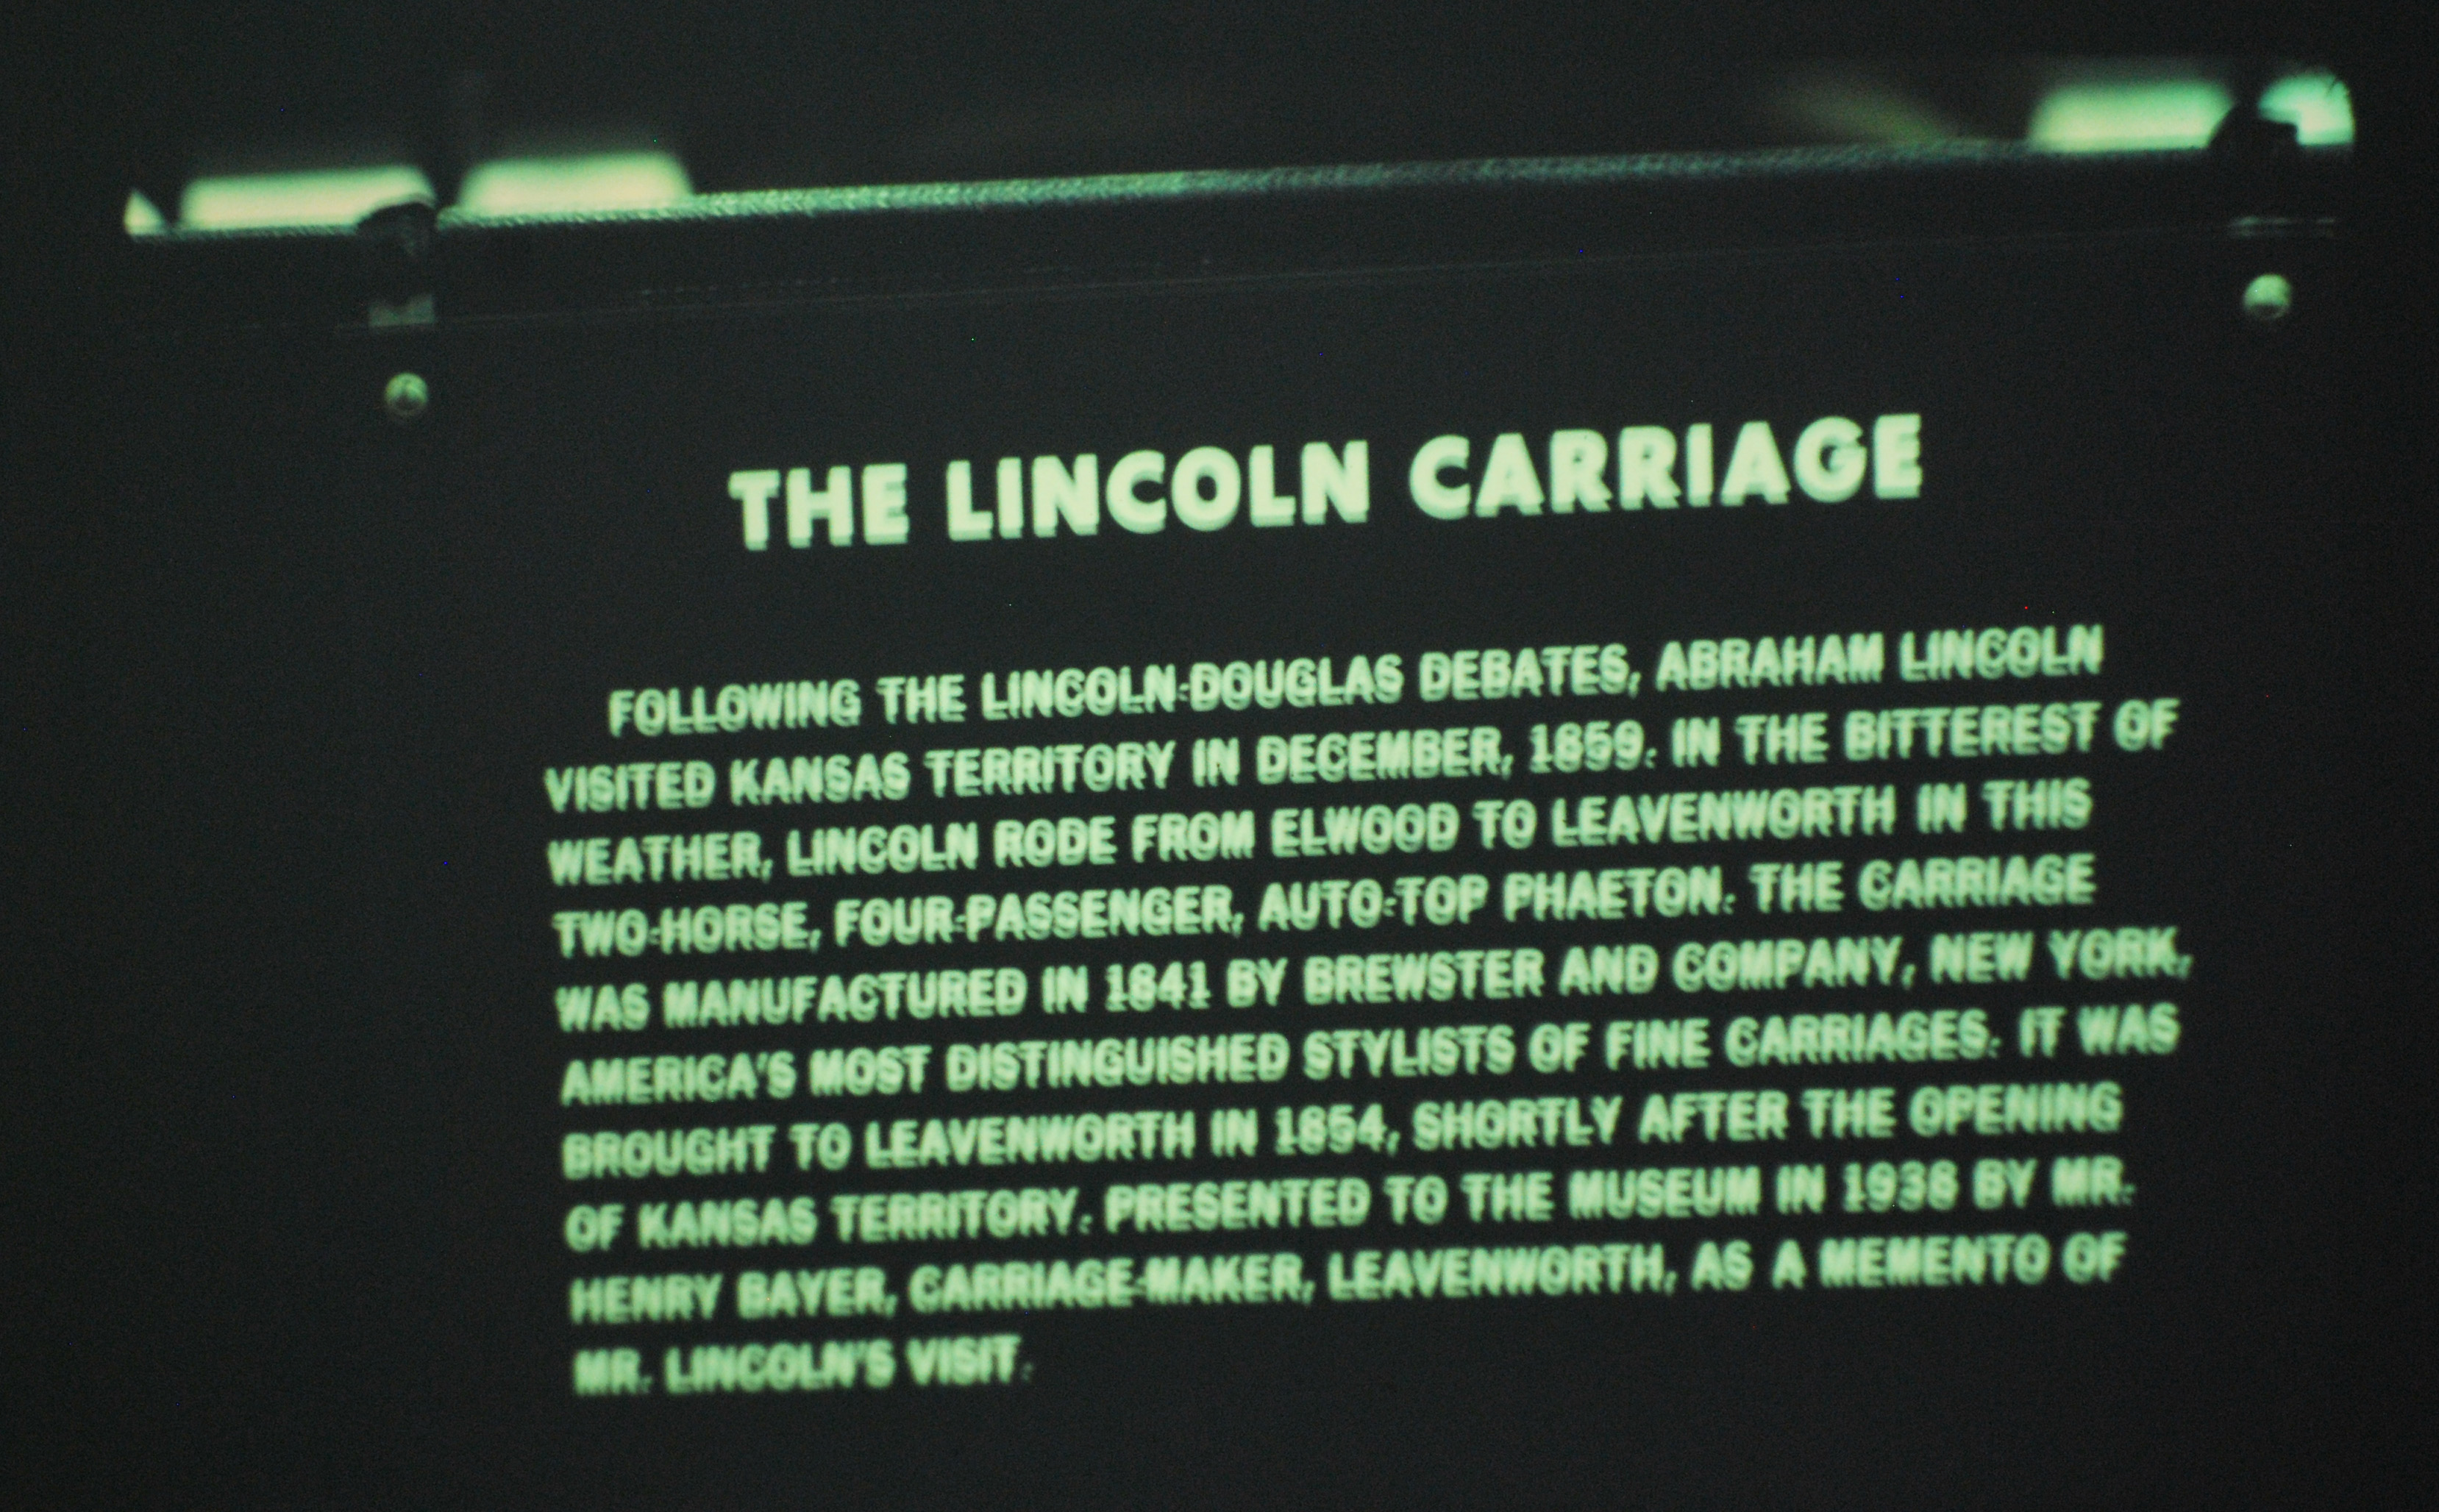 THE LINCOLN CARRIAGE
FOLLOWING THE LINCOLN-DOUGLAS DEBATES, ABRAHAM LINCOLN
VISITED KANSAS TERRITORY IN DECEMBER, 1859. IN THE BITTEREST OF
WEATHER, LINCOLN RODE FROM ELWOOD TO LEAVENWORTH IN THIS
TWO-HORSE, FOUR-PASSENGER, AUTO-TOP PHAETON. THE CARRIAGE
WAS MANUFACTURED IN 1841 BY BREWSTER AND COMPANY, NEW YORK,
AMERICA'S MOST DISTINGUISHED STYLISTS OF FINE CARRIAGES. IT WAS
BROUGHT TO LEAVENWORTH IN 1854, SHORTLY AFTER THE OPENING
OF KANSAS TERRITORY. PRESENTED TO THE MUSEUM IN 1938 BY MR.
HENRY BAYER, CARRIAGE-MAKER, LEAVENWORTH, AS A MEMENTO OF
MR. LINCOLN'S VISIT.